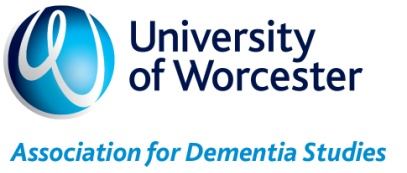 University
of Worcester
Association for Dementia Studies